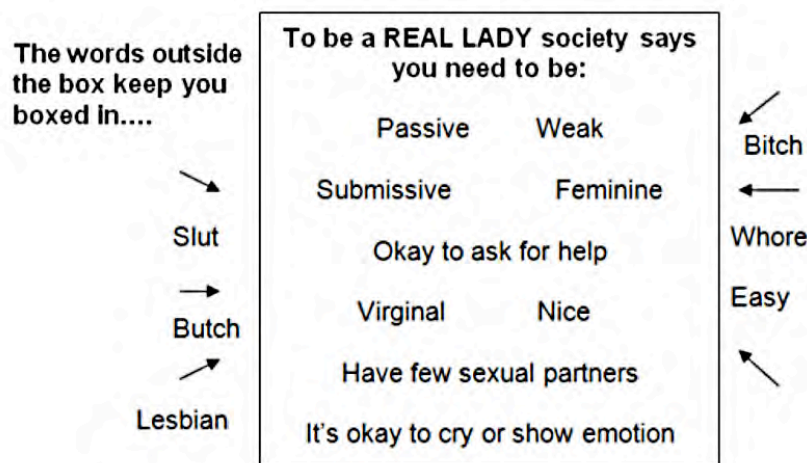 The words outside
the box keep you
boxed in....
Slut
Butch
Lesbian
To be a REAL LADY society says
you need to be:
Passive Weak
Submissive Feminine
Okay to ask for help
Virginal Nice
Have few sexual partners
It's okay to cry or show emotion
Bitch
Whore
Easy